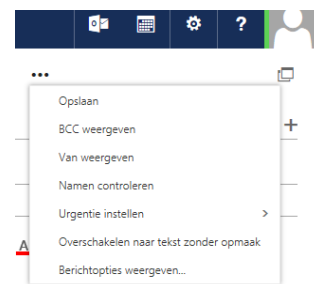 ?
...
Opslaan
BCC weergeven
Van weergeven
Namen controleren
Urgentie instellen
A
Overschakelen naar tekst zonder opmaak
Berichtopties weergeven...